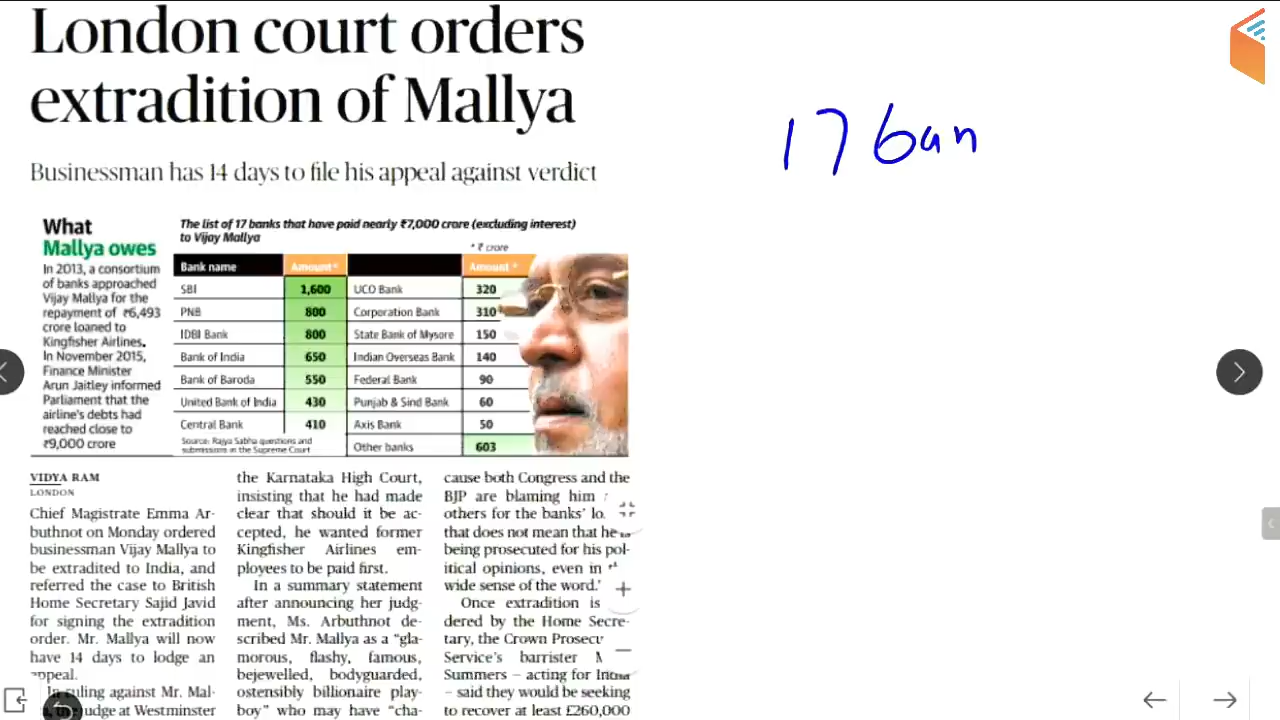 London court orders
extradition of Mallya
Businessman has 14 days to file his appeal against verdict
17 ban
What
Mallya owes
In 2013, a consortium
of banks approached
Vijay Mallya for the
repayment of ₹6,493
crore loaned to
Kingfisher Airlines.
In November 2015,
Finance Minister
Arun Jaitley informed
Parliament that the
airline's debts had
reached close to
₹9,000 crore
The list of 17 banks that have paid nearly ₹7,000 crore (excluding interest)
to Vijay Mallya
* ₹ crore
Bank name Amount* Amount *
SBI 1,600 UCO Bank 320
PNB 800 Corporation Bank 310
IDBI Bank 800 State Bank of Mysore 150
Bank of India 650 Indian Overseas Bank 140
Bank of Baroda 550 Federal Bank 90
United Bank of India 430 Punjab & Sind Bank 60
Central Bank 410 Axis Bank 50
Source: Rajya Sabha questions and
submissions in the Supreme Court
Other banks 603
VIDYA RAM
LONDON
Chief Magistrate Emma Ar-
buthnot on Monday ordered
businessman Vijay Mallya to
be extradited to India, and
referred the case to British
Home Secretary Sajid Javid
for signing the extradition
order. Mr. Mallya will now
have 14 days to lodge an
appeal.
In ruling against Mr. Mal-
judge at Westminster
the Karnataka High Court,
insisting that he had made
clear that should it be ac-
cepted, he wanted former
Kingfisher Airlines em-
ployees to be paid first.
In a summary statement
after announcing her judg-
ment, Ms. Arbuthnot de-
scribed Mr. Mallya as a “gla-
morous, flashy, famous,
bejewelled, bodyguarded,
ostensibly billionaire play-
boy” who may have “cha-
cause both Congress and the
BJP are blaming him
others for the banks’ lo
that does not mean that he
being prosecuted for his pol-
itical opinions, even in
wide sense of the word.’
Once extradition is
dered by the Home Secre-
tary, the Crown Prosecu
Service’s barrister M
Summers – acting for India
– said they would be seeking
to recover at least £260,000